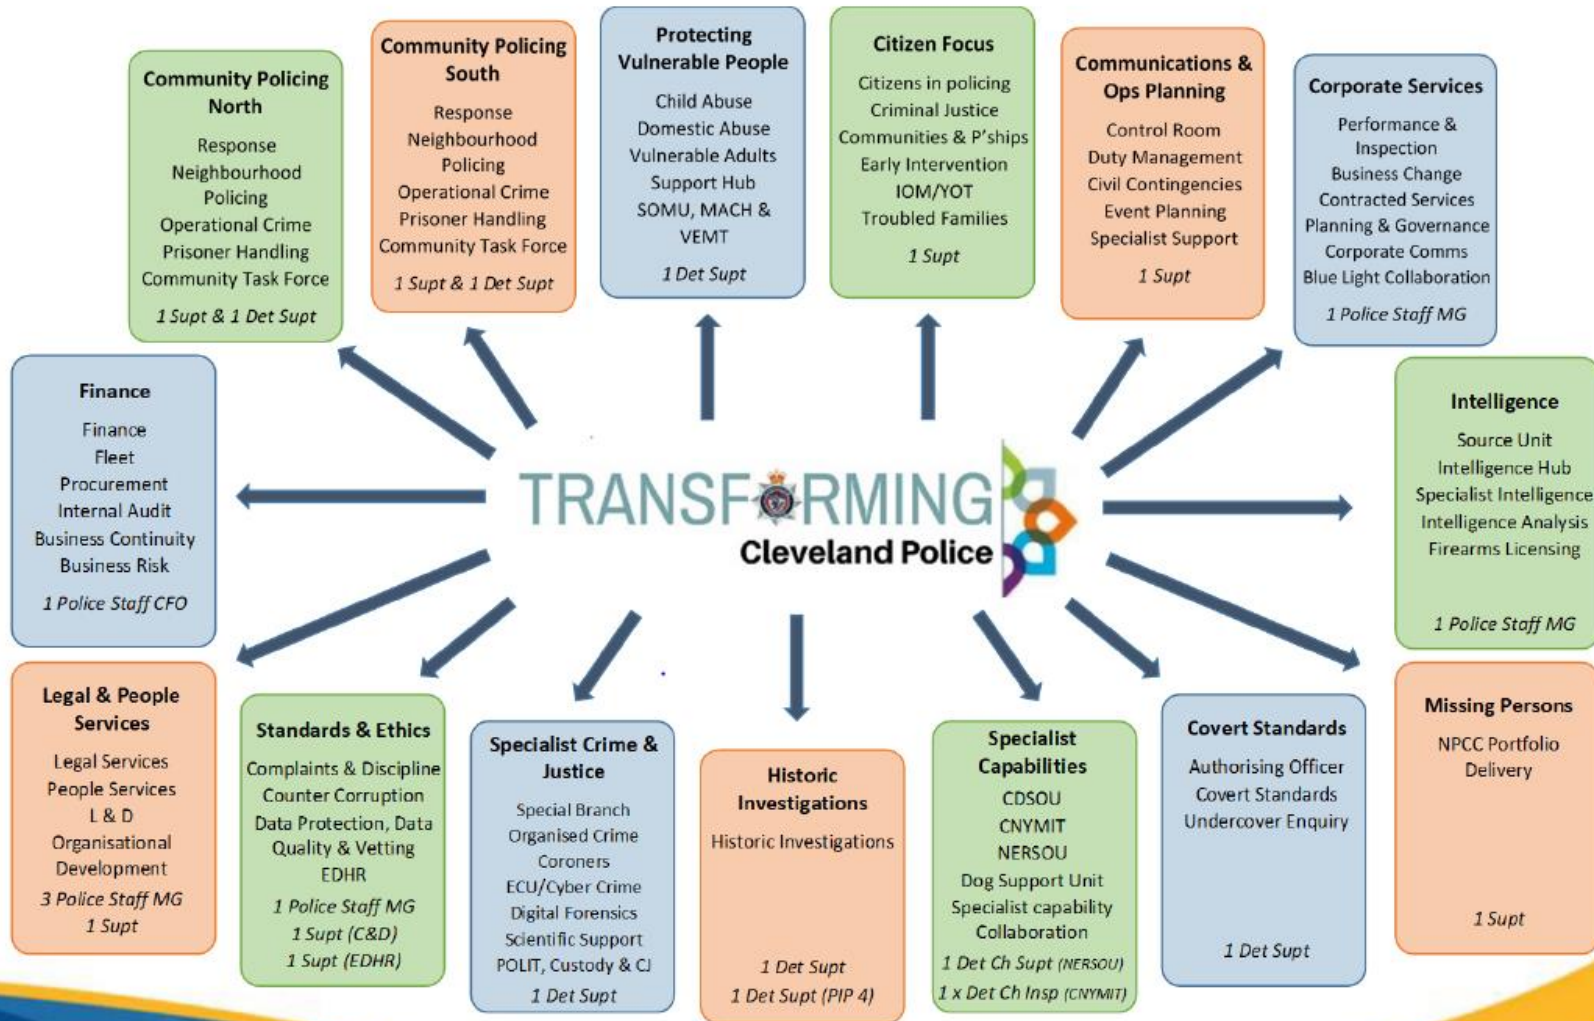 Community Policing
North
Response
Neighbourhood
Policing
Operational Crime
Prisoner Handling
Community Task Force
1 Supt & 1 Det Supt
Community Policing
South
Response
Neighbourhood
Policing
Operational Crime
Prisoner Handling
Community Task Force
1 Supt & 1 Det Supt
Protecting
Vulnerable People
Child Abuse
Domestic Abuse
Vulnerable Adults
Support Hub
SOMU, MACH &
VEMT
1 Det Supt
Citizen Focus
Citizens in policing
Criminal Justice
Communities & P'ships
Early Intervention
IOM/YOT
Troubled Families
1 Supt
Communications &
Ops Planning
Control Room
Duty Management
Civil Contingencies
Event Planning
Specialist Support
1 Supt
Corporate Services
Performance &
Inspection
Business Change
Contracted Services
Planning & Governance
Corporate Comms
Blue Light Collaboration
1 Police Staff MG
Finance
Finance
Fleet
Procurement
Internal Audit
Business Continuity
Business Risk
1 Police Staff CFO
TRANSFORMING
Cleveland Police
Intelligence
Source Unit
Intelligence Hub
Specialist Intelligence
Intelligence Analysis
Firearms Licensing
1 Police Staff MG
Legal & People
Services
Legal Services
People Services
L & D
Organisational
Development
3 Police Staff MG
1 Supt
Standards & Ethics
Complaints & Discipline
Counter Corruption
Data Protection, Data
Quality & Vetting
EDHR
1 Police Staff MG
1 Supt (C&D)
1 Supt (EDHR)
Specialist Crime &
Justice
Special Branch
Organised Crime
Coroners
ECU/Cyber Crime
Digital Forensics
Scientific Support
POLIT, Custody & CJ
1 Det Supt
Historic
Investigations
Historic Investigations
1 Det Supt
1 Det Supt (PIP 4)
Specialist
Capabilities
CDSOU
CNYMIT
NERSOU
Dog Support Unit
Specialist capability
Collaboration
1 Det Ch Supt (NERSOU)
1 x Det Ch Insp (CNYMIT)
Covert Standards
Authorising Officer
Covert Standards
Undercover Enquiry
1 Det Supt
Missing Persons
NPCC Portfolio
Delivery
1 Supt